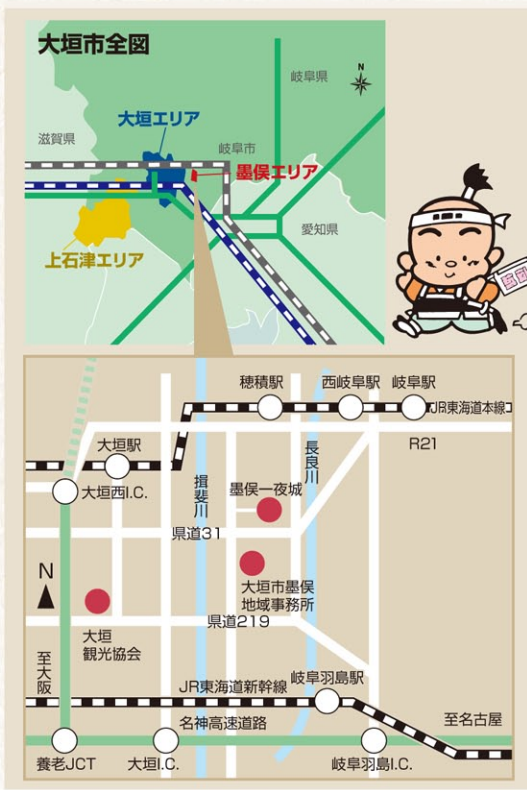 大垣市全図
N
岐阜県
滋賀県
大垣エリア
岐阜市
墨俣エリア
上石津エリア
愛知県
穂積駅
西岐阜駅
岐阜駅
JR東海道本線
R21
大垣駅
大垣西I.C.
揖斐川
長良川
墨俣一夜城
県道31
大垣市墨俣
地域事務所
N
県道219
大垣
観光協会
至大阪
JR東海道新幹線
岐阜羽島駅
名神高速道路
至名古屋
養老JCT
大垣I.C.
岐阜羽島I.C.